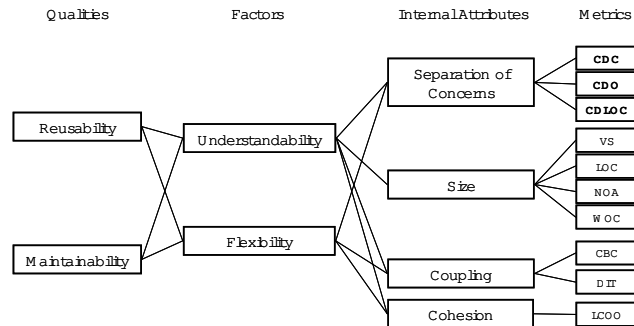 Qualities Factors Internal Attributes Metrics
Separation of Concerns
CDC
CDO
CDLOC
Reusability
Understandability
VS
LOC
Size
NOA
WOC
Maintainability
Flexibility
Coupling
CBC
DIT
Cohesion
LCOO